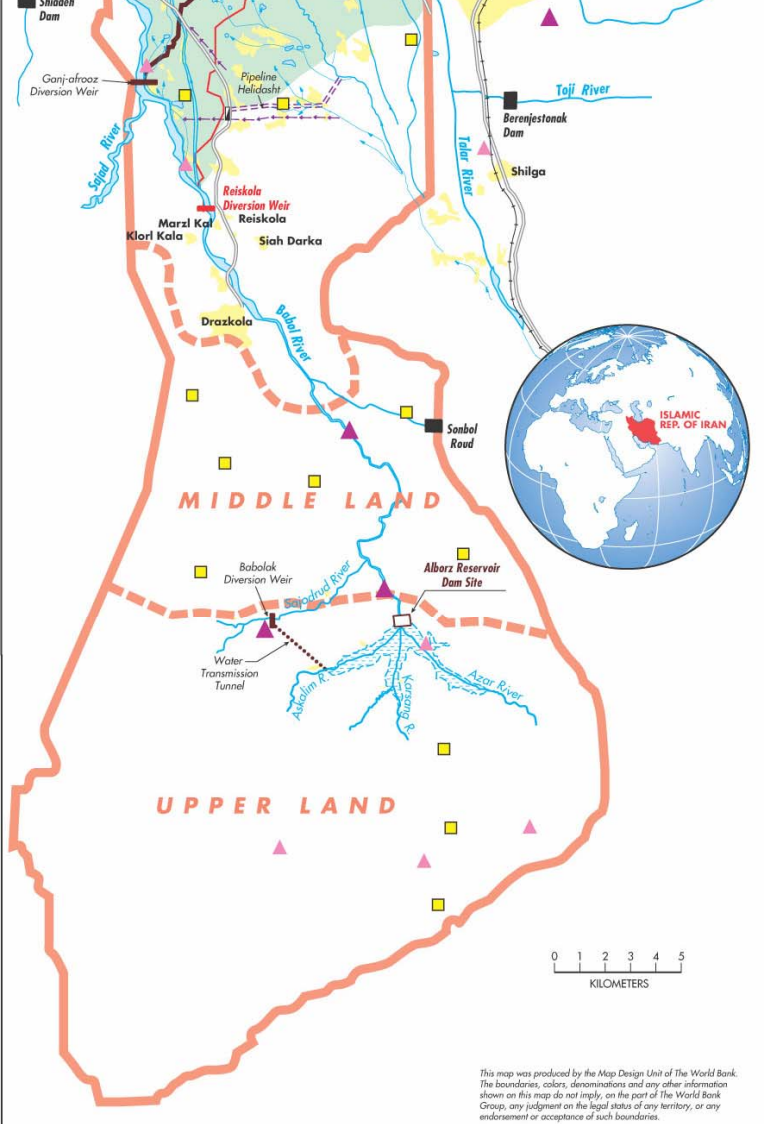 Shiadeh
Dam
Ganj-afrooz
Diversion Weir
Pipeline
Helidasht
Toji River
Berenjestonak
Dam
Sajad River
Talar River
Shilga
Reiskola
Diversion Weir
Marzl Kal
Reiskola
Klorl Kala
Siah Darka
Drazkola
Babol River
ISLAMIC
REP. OF IRAN
Sonbol
Roud
MIDDLE LAND
Babolak
Diversion Weir
Sajadrud River
Alborz Reservoir
Dam Site
Water
Transmission
Tunnel
Askalim R.
Karsang R.
Azar River
UPPER LAND
0 1 2 3 4 5
KILOMETERS
This map was produced by the Map Design Unit of The World Bank.
The boundaries, colors, denominations and any other information
shown on this map do not imply, on the part of The World Bank
Group, any judgment on the legal status of any territory, or any
endorsement or acceptance of such boundaries.